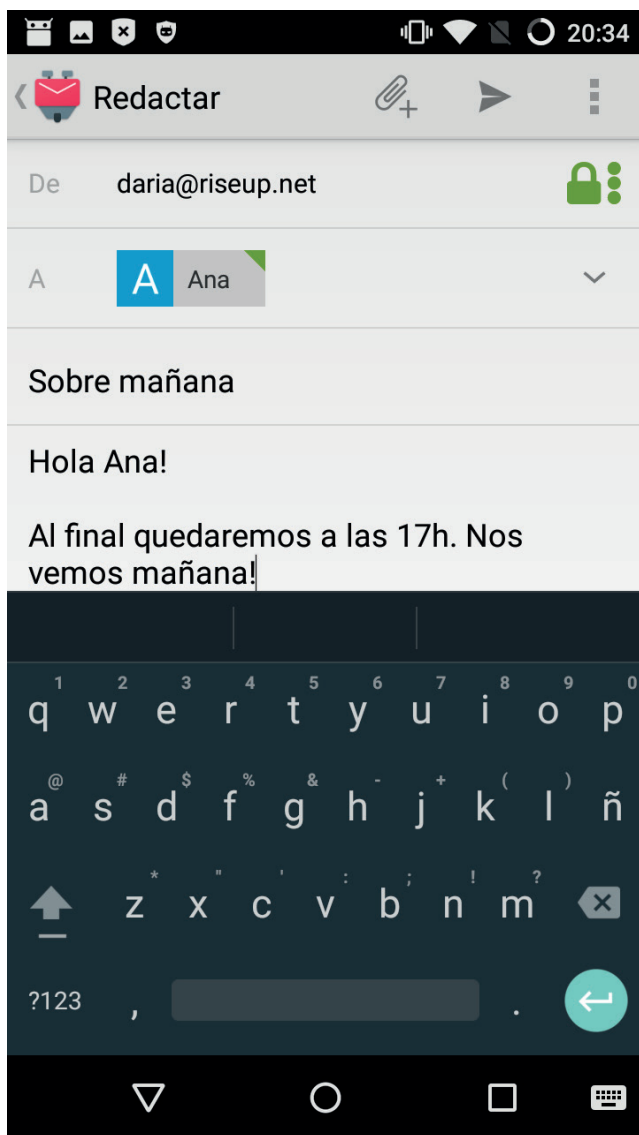 20:34
Redactar
De daria@riseup.net
A A Ana
Sobre mañana
Hola Ana!
Al final quedaremos a las 17h. Nos
vemos mañana!
1 2 3 4 5 6 7 8 9 0
q w e r t y u i o p
@ # $ % & - + ( )
a s d f g h j k l ñ
* " ' : ; ! ?
z x c v b n m
?123 , .